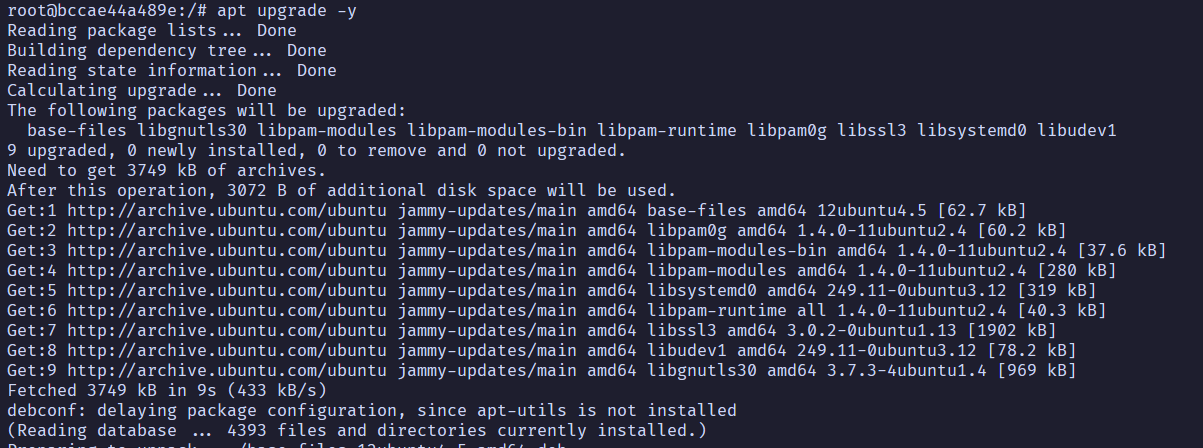 root@bccae44a489e:/# apt upgrade -y
Reading package lists... Done
Building dependency tree... Done
Reading state information... Done
Calculating upgrade... Done
The following packages will be upgraded:
  base-files libgnutls30 libpam-modules libpam-modules-bin libpam-runtime libpam0g libssl3 libsystemd0 libudev1
9 upgraded, 0 newly installed, 0 to remove and 0 not upgraded.
Need to get 3749 kB of archives.
After this operation, 3072 B of additional disk space will be used.
Get:1 http://archive.ubuntu.com/ubuntu jammy-updates/main amd64 base-files amd64 12ubuntu4.5 [62.7 kB]
Get:2 http://archive.ubuntu.com/ubuntu jammy-updates/main amd64 libpam0g amd64 1.4.0-11ubuntu2.4 [60.2 kB]
Get:3 http://archive.ubuntu.com/ubuntu jammy-updates/main amd64 libpam-modules-bin amd64 1.4.0-11ubuntu2.4 [37.6 kB]
Get:4 http://archive.ubuntu.com/ubuntu jammy-updates/main amd64 libpam-modules amd64 1.4.0-11ubuntu2.4 [280 kB]
Get:5 http://archive.ubuntu.com/ubuntu jammy-updates/main amd64 libsystemd0 amd64 249.11-0ubuntu3.12 [319 kB]
Get:6 http://archive.ubuntu.com/ubuntu jammy-updates/main amd64 libpam-runtime all 1.4.0-11ubuntu2.4 [40.3 kB]
Get:7 http://archive.ubuntu.com/ubuntu jammy-updates/main amd64 libssl3 amd64 3.0.2-0ubuntu1.13 [1902 kB]
Get:8 http://archive.ubuntu.com/ubuntu jammy-updates/main amd64 libudev1 amd64 249.11-0ubuntu3.12 [78.2 kB]
Get:9 http://archive.ubuntu.com/ubuntu jammy-updates/main amd64 libgnutls30 amd64 3.7.3-4ubuntu1.4 [969 kB]
Fetched 3749 kB in 9s (433 kB/s)
debconf: delaying package configuration, since apt-utils is not installed
(Reading database ... 4393 files and directories currently installed.)